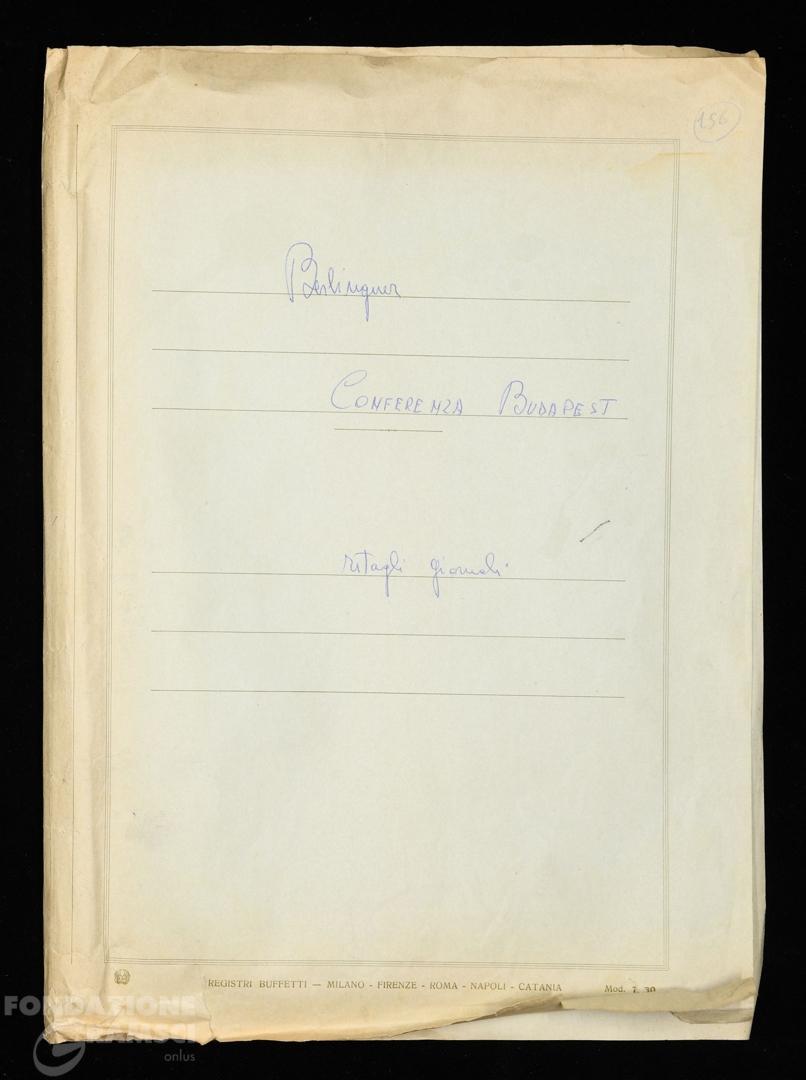 156
Berlinguer
CONFERENZA BUDAPEST
ritagli giornali
REGISTRI BUFFETTI — MILANO - FIRENZE - ROMA - NAPOLI - CATANIA Mod. 7. 30
FONDAZIONE
GRAMSCI
onlus